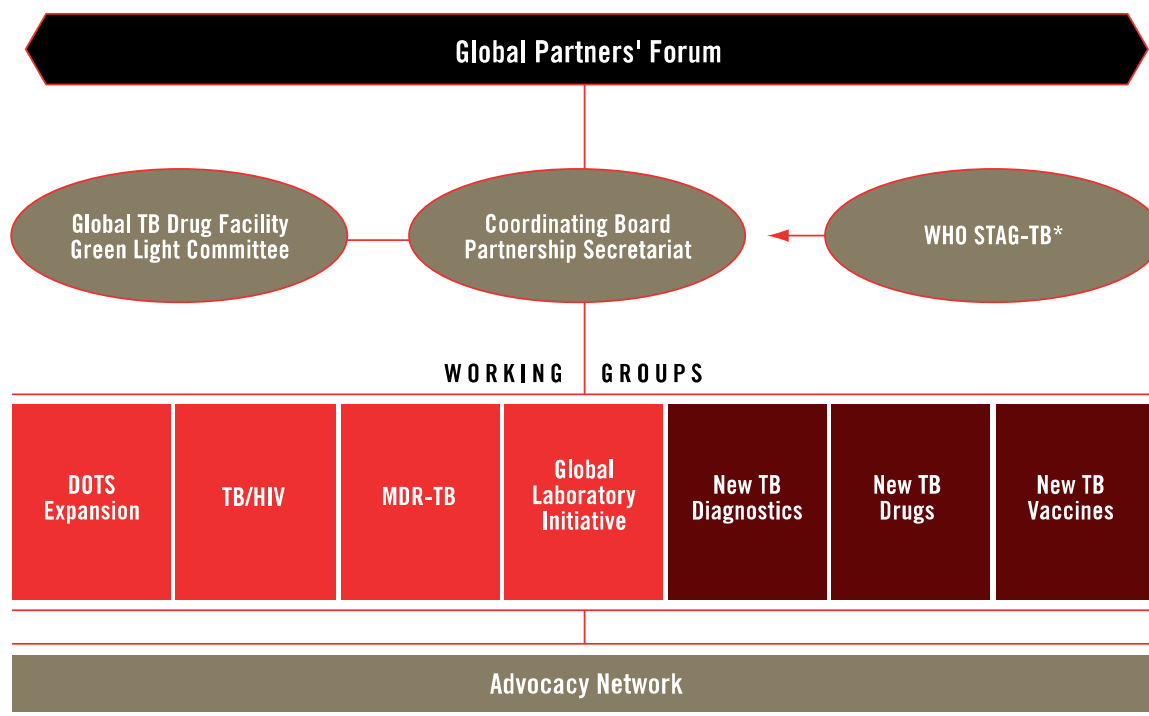 Global Partners' Forum
Global TB Drug Facility
Green Light Committee
Coordinating Board
Partnership Secretariat
WHO STAG-TB*
WORKING GROUPS
DOTS
Expansion
TB/HIV
MDR-TB
Global
Laboratory
Initiative
New TB
Diagnostics
New TB
Drugs
New TB
Vaccines
Advocacy Network